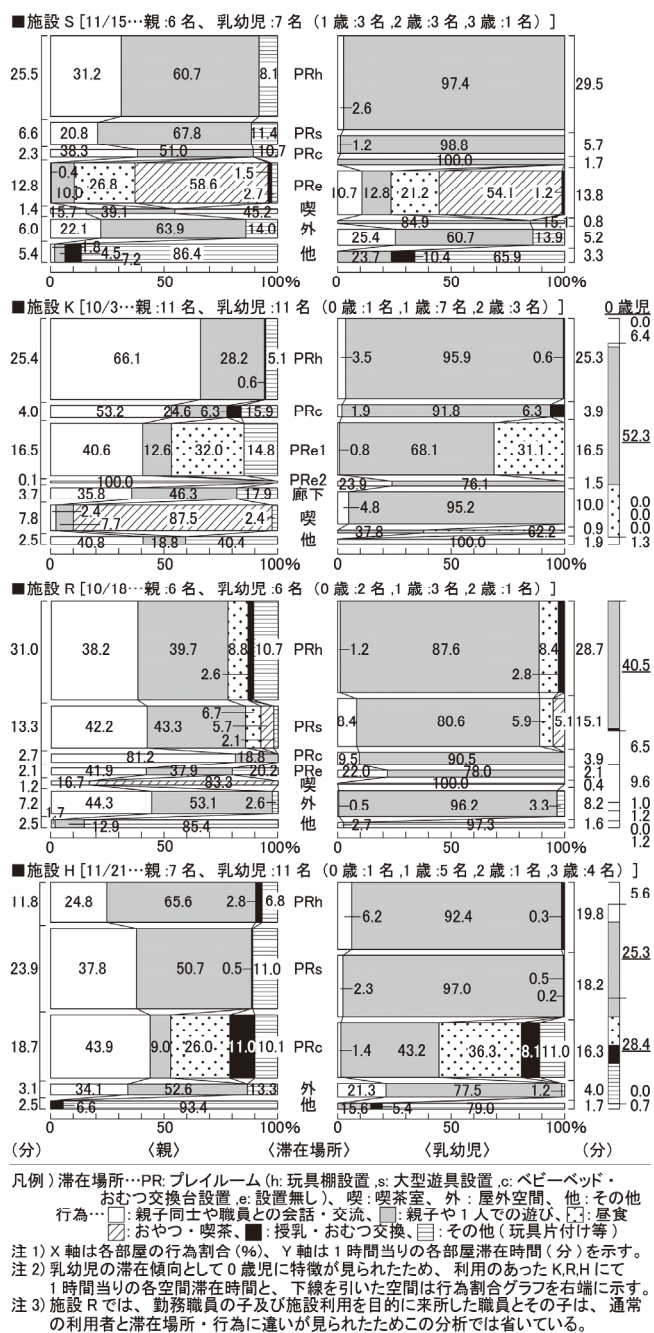 ■施設S [11/15…親:6名、乳幼児:7名(1歳:3名,2歳:3名,3歳:1名)]
25.5 31.2 60.7 8.1 PRh 97.4 2.6 29.5
6.6 20.8 67.8 11.4 PRs 1.2 98.8 5.7
2.3 38.3 51.0 10.7 PRc 100.0 1.7
12.8 0.4 10.0 26.8 58.6 1.5 2.7 PRe 10.7 12.8 21.2 54.1 1.2 13.8
1.4 15.7 39.1 45.2 喫 84.9 15.1 0.8
6.0 22.1 63.9 14.0 外 25.4 60.7 13.9 5.2
5.4 1.8 4.5 7.2 86.4 他 23.7 10.4 65.9 3.3
0 50 100% 滞在場所 0 50 100%
■施設K [10/3…親:11名、乳幼児:11名(0歳:1名,1歳:7名,2歳:3名)] 0歳児
25.4 66.1 28.2 0.6 5.1 PRh 3.5 95.9 0.6 25.3
4.0 53.2 24.6 6.3 15.9 PRc 1.9 91.8 6.3 3.9
16.5 40.6 12.6 32.0 14.8 PRe1 0.8 68.1 31.1 16.5
0.1 100.0 PRe2 23.9 76.1 1.5
3.7 35.8 46.3 17.9 廊下 4.8 95.2 10.0
7.8 2.4 7.7 87.5 2.4 喫 37.8 62.2 0.9
2.5 40.8 18.8 40.4 他 100.0 1.9
0.0 6.4 52.3 0.0 0.0 0.0 1.3
0 50 100% 0 50 100%
■施設R [10/18…親:6名、乳幼児:6名(0歳:2名,1歳:3名,2歳:1名)]
31.0 38.2 39.7 8.8 2.6 10.7 PRh 1.2 87.6 8.4 2.8 28.7
13.3 42.2 43.3 6.7 5.7 2.1 PRs 8.4 80.6 5.9 5.1 15.1
2.7 81.2 18.8 PRc 9.5 90.5 3.9
2.1 41.9 37.9 20.2 PRe 22.0 78.0 2.1
1.2 16.7 83.3 喫 100.0 0.4
7.2 44.3 53.1 2.6 外 0.5 96.2 3.3 8.2
2.5 1.7 12.9 85.4 他 2.7 97.3 1.6
40.5 6.5 9.6 1.0 1.2 0.0 1.2
0 50 100% 0 50 100%
■施設H [11/21…親:7名、乳幼児:11名(0歳:1名,1歳:5名,2歳:1名,3歳:4名)]
11.8 24.8 65.6 2.8 6.8 PRh 6.2 92.4 0.3 19.8
23.9 37.8 50.7 0.5 11.0 PRs 2.3 97.0 0.5 0.2 18.2
18.7 43.9 9.0 26.0 11.0 10.1 PRc 1.4 43.2 36.3 8.1 11.0 16.3
3.1 34.1 52.6 13.3 外 21.3 77.5 1.2 4.0
2.5 6.6 93.4 他 15.6 5.4 79.0 1.7
5.6 25.3 28.4 0.0 0.7
0 50 100% 0 50 100%
(分) 〈親〉 〈滞在場所〉 〈乳幼児〉 (分)
凡例)滞在場所…PR:プレイルーム(h:玩具棚設置,s:大型遊具設置,c:ベビーベッド・
おむつ交換台設置,e:設置無し)、喫:喫茶室、外:屋外空間、他:その他
行為…□:親子同士や職員との会話・交流、:親子や1人での遊び、:昼食
:おやつ・喫茶、■:授乳・おむつ交換、:その他(玩具片付け等)
注1)X軸は各部屋の行為割合(%)、Y軸は1時間当りの各部屋滞在時間(分)を示す。
注2)乳幼児の滞在傾向として0歳児に特徴が見られたため、利用のあったK,R,Hにて
1時間当りの各空間滞在時間と、下線を引いた空間は行為割合グラフを右端に示す。
注3)施設Rでは、勤務職員の子及び施設利用を目的に来所した職員とその子は、通常
の利用者と滞在場所・行為に違いが見られたためこの分析では省いている。